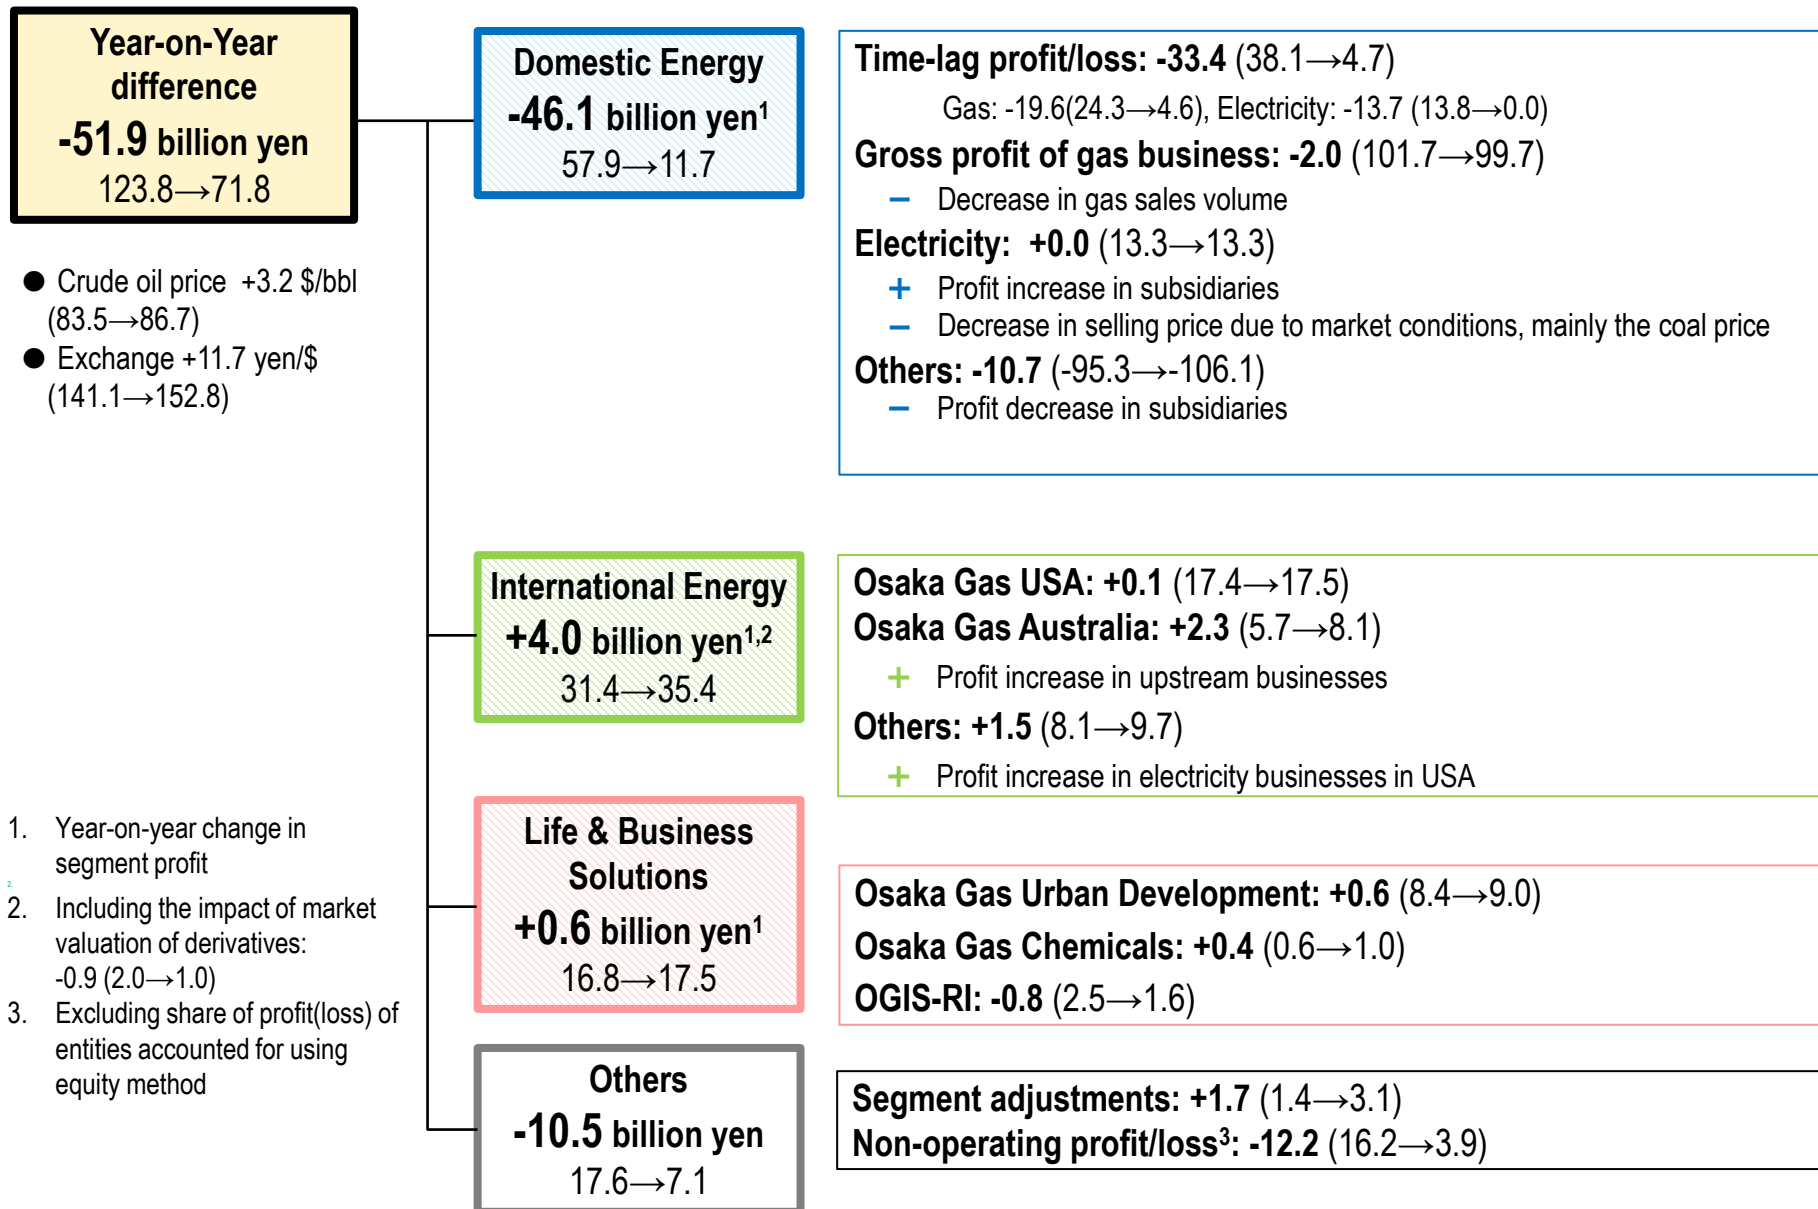 Year-on-Year
difference
-51.9 billion yen
123.8→71.8
● Crude oil price +3.2 $/bbl
(83.5→86.7)
● Exchange +11.7 yen/$
(141.1→152.8)
1. Year-on-year change in
segment profit
2.
2. Including the impact of market
valuation of derivatives:
-0.9 (2.0→1.0)
3. Excluding share of profit(loss) of
entities accounted for using
equity method
Domestic Energy
-46.1 billion yen1
57.9→11.7
Time-lag profit/loss: -33.4 (38.1→4.7)
Gas: -19.6(24.3→4.6), Electricity: -13.7 (13.8→0.0)
Gross profit of gas business: -2.0 (101.7→99.7)
− Decrease in gas sales volume
Electricity: +0.0 (13.3→13.3)
+ Profit increase in subsidiaries
− Decrease in selling price due to market conditions, mainly the coal price
Others: -10.7 (-95.3→-106.1)
− Profit decrease in subsidiaries
International Energy
+4.0 billion yen1,2
31.4→35.4
Osaka Gas USA: +0.1 (17.4→17.5)
Osaka Gas Australia: +2.3 (5.7→8.1)
+ Profit increase in upstream businesses
Others: +1.5 (8.1→9.7)
+ Profit increase in electricity businesses in USA
Life & Business
Solutions
+0.6 billion yen1
16.8→17.5
Osaka Gas Urban Development: +0.6 (8.4→9.0)
Osaka Gas Chemicals: +0.4 (0.6→1.0)
OGIS-RI: -0.8 (2.5→1.6)
Others
-10.5 billion yen
17.6→7.1
Segment adjustments: +1.7 (1.4→3.1)
Non-operating profit/loss3: -12.2 (16.2→3.9)